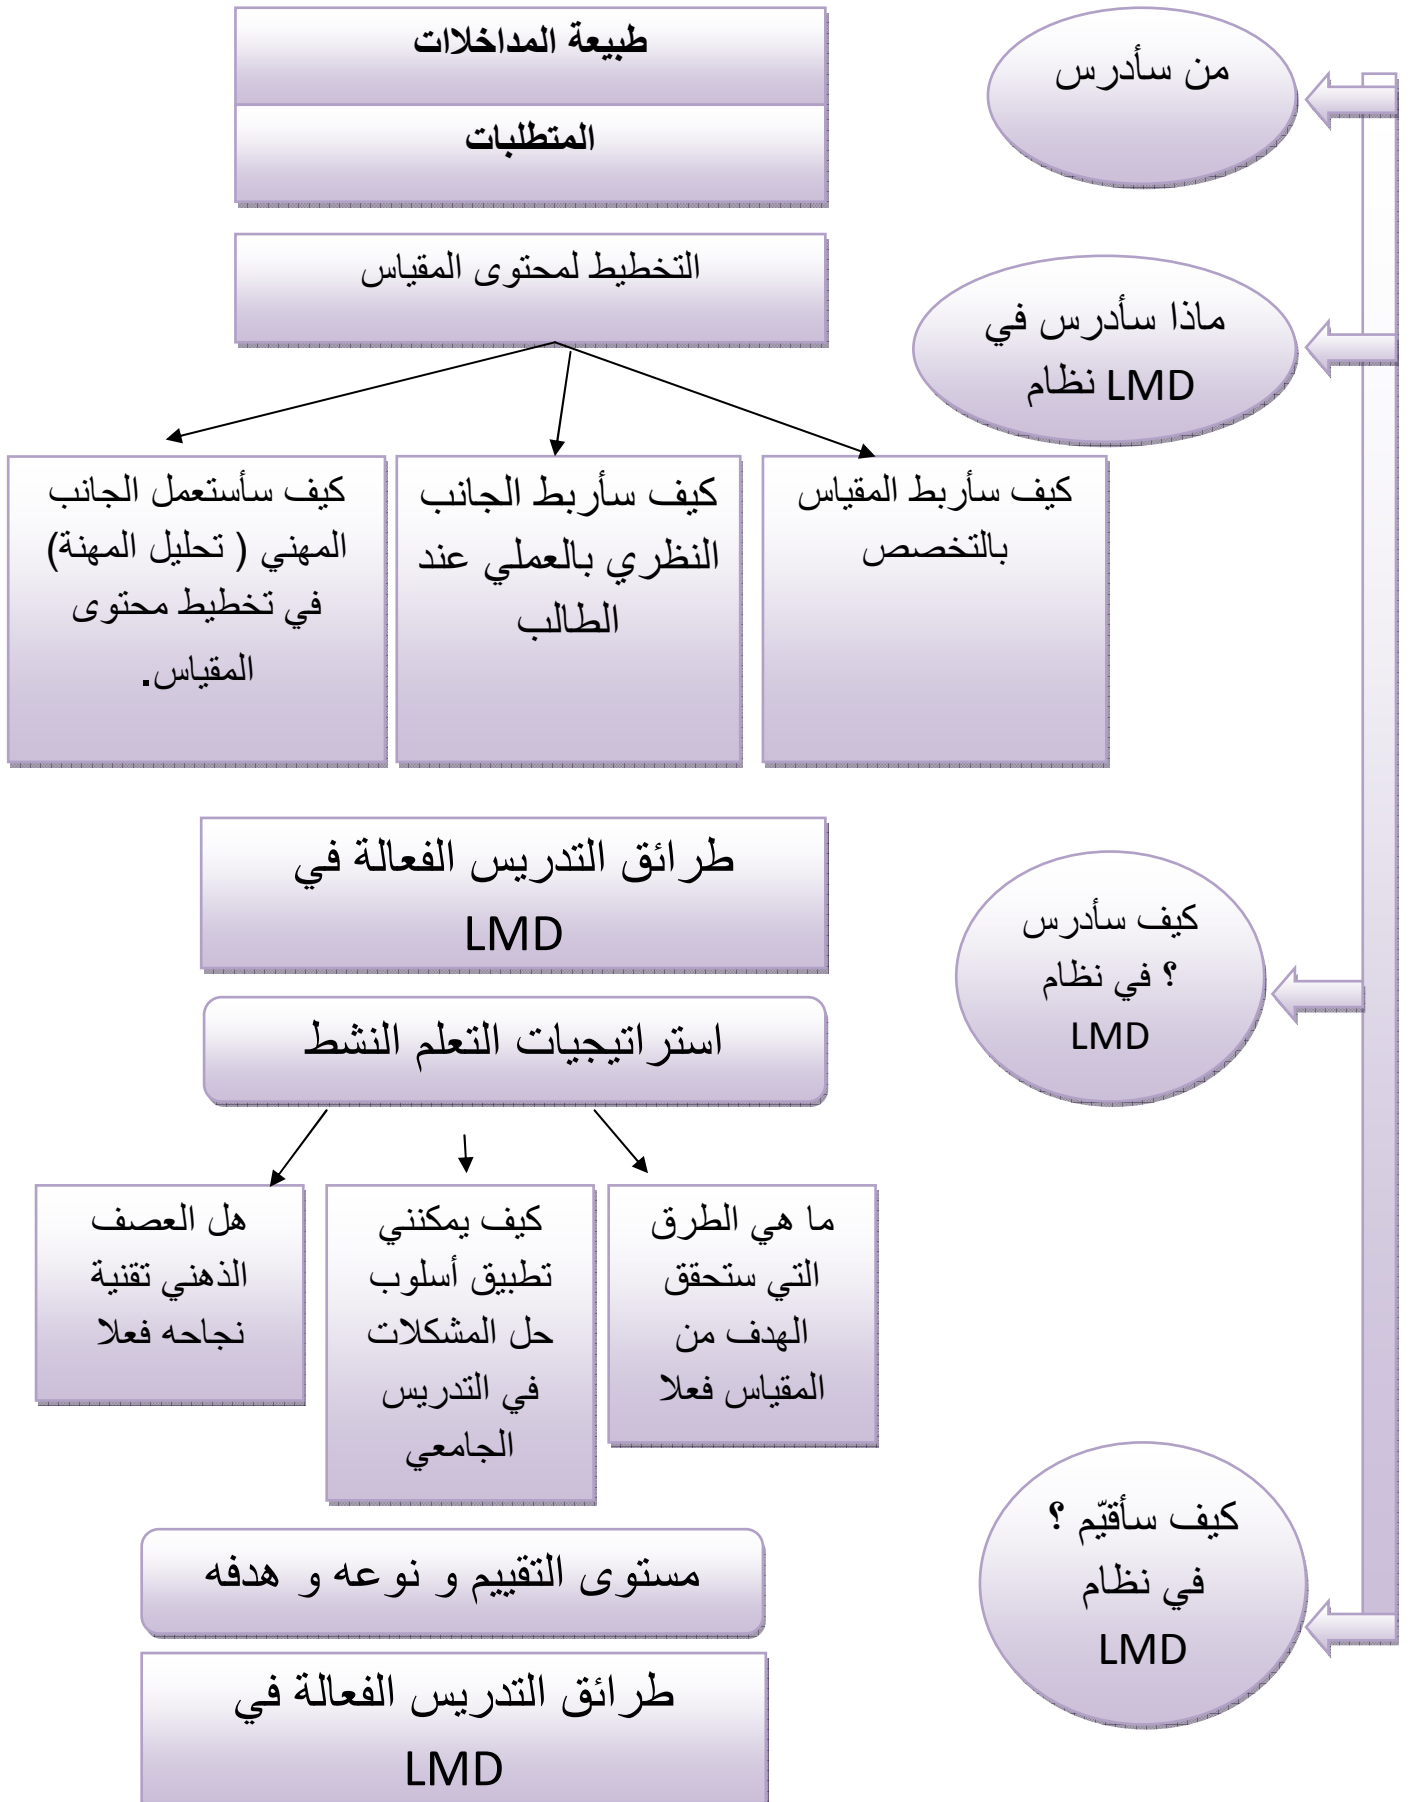 من سأدرس
طبيعة المداخلاات
المتطلبات
ماذا سأدرس في
نظام LMD
التخطيط لمحتوى المقياس
كيف سأربط المقياس
بالتخصص
كيف سأربط الجانب
النظري بالعملي عند
الطالب
كيف سأستعمل الجانب
المهني ( تحليل المهنة)
في تخطيط محتوى
المقياس.
كيف سأدرس
؟ في نظام
LMD
طرائق التدريس الفعالة في
LMD
استراتيجيات التعلم النشط
ما هي الطرق
التي ستحقق
الهدف من
المقياس فعلا
كيف يمكنني
تطبيق أسلوب
حل المشكلات
في التدريس
الجامعي
هل العصف
الذهني تقنية
نجاحه فعلا
كيف سأقيّم ؟
في نظام
LMD
مستوى التقييم و نوعه و هدفه
طرائق التدريس الفعالة في
LMD